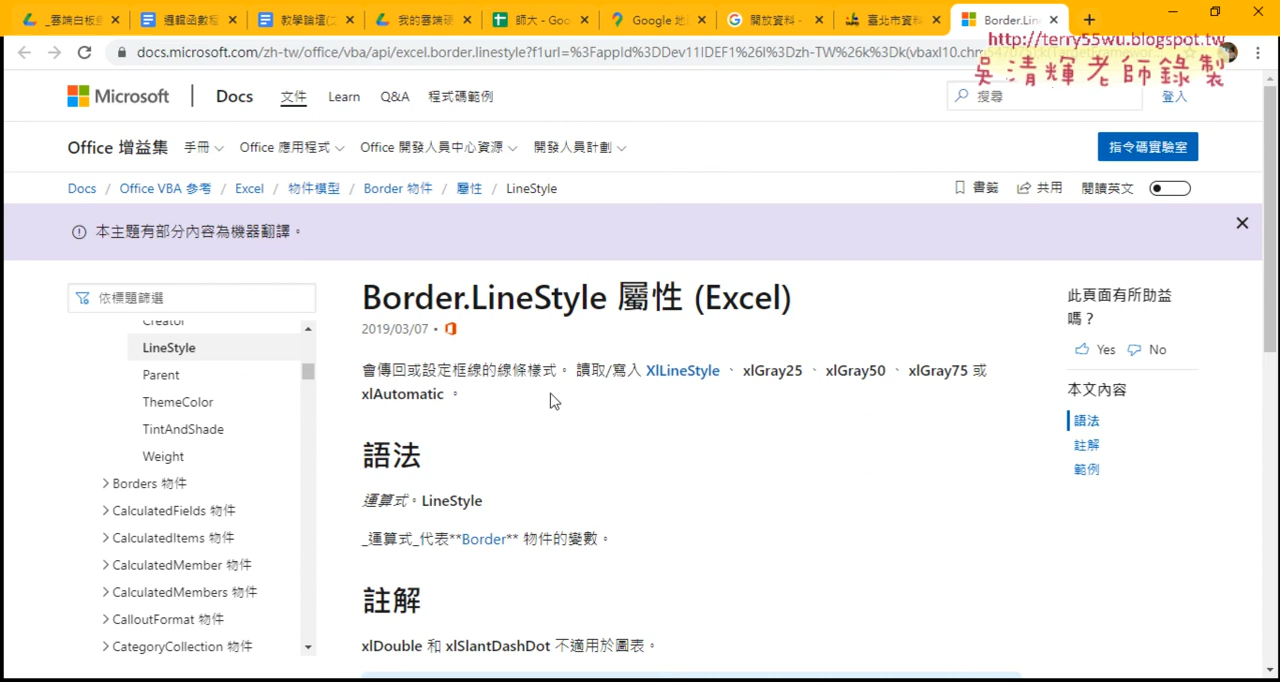 _雲端白板
邏輯函數
教學論壇(二
我的雲端硬
師大 - Goo
Google 地
開放資料 -
臺北市資料
Border.Lin
docs.microsoft.com/zh-tw/office/vba/api/excel.border.linestyle?f1url=%3FappId%3DDev11IDEF1%26l%3Dzh-TW%26k%3Dk(vbaxl10.chm
http://terry55wu.blogspot.tw
吳清輝老師錄製
Microsoft
Docs
文件
Learn
Q&A
程式碼範例
搜尋
登入
Office 增益集
手冊
Office 應用程式
Office 開發人員中心資源
開發人員計劃
指令碼實驗室
Docs / Office VBA 參考 / Excel / 物件模型 / Border 物件 / 屬性 / LineStyle
書籤
共用
閱讀英文
本主題有部分內容為機器翻譯。
依標題篩選
Creator
LineStyle
Parent
ThemeColor
TintAndShade
Weight
Borders 物件
CalculatedFields 物件
CalculatedItems 物件
CalculatedMember 物件
CalculatedMembers 物件
CalloutFormat 物件
CategoryCollection 物件
Border.LineStyle 屬性 (Excel)
2019/03/07 •
會傳回或設定框線的線條樣式。 讀取/寫入 XlLineStyle 、 xlGray25 、 xlGray50 、 xlGray75 或
xlAutomatic 。
語法
運算式。LineStyle
_運算式_代表**Border** 物件的變數。
註解
xlDouble 和 xlSlantDashDot 不適用於圖表。
此頁面有所助益
嗎？
Yes
No
本文內容
語法
註解
範例